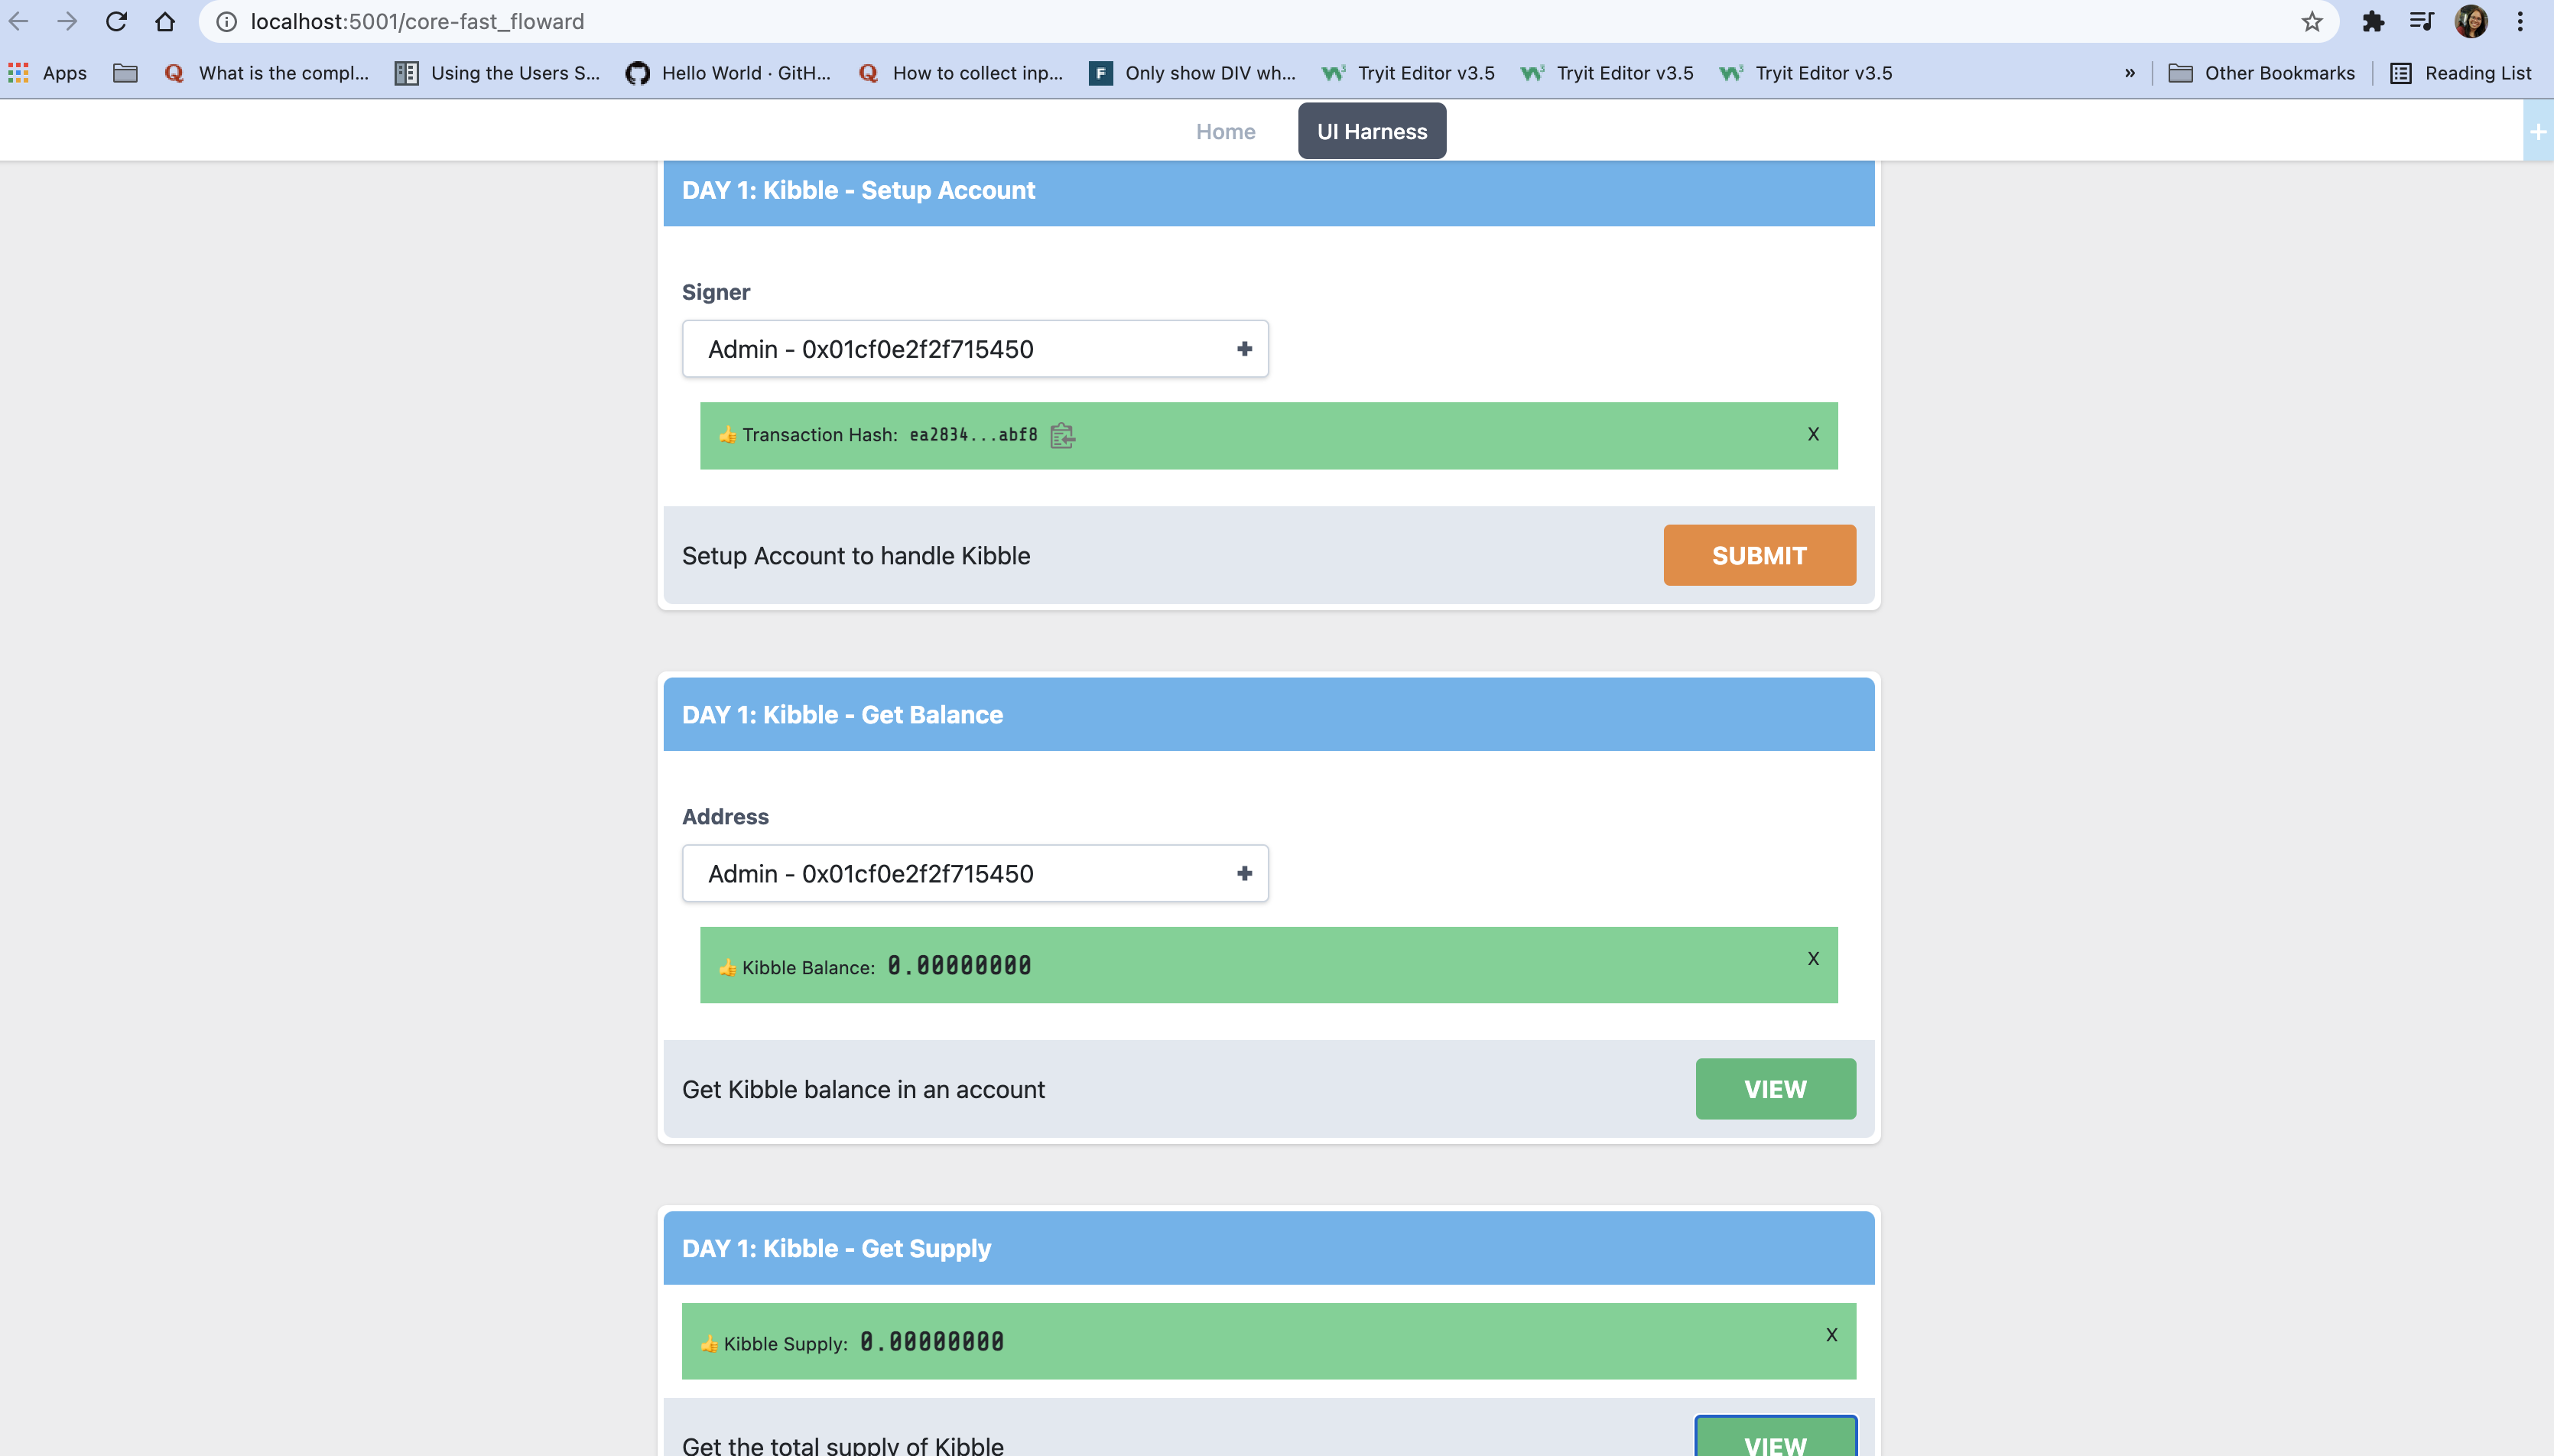 localhost:5001/core-fast_floward
Apps
Q What is the compl...
Using the Users S...
Hello World · GitH...
Q How to collect inp...
F Only show DIV wh...
Tryit Editor v3.5
Tryit Editor v3.5
Tryit Editor v3.5
»
Other Bookmarks
Reading List
Home
UI Harness
+
DAY 1: Kibble - Setup Account
Signer
Admin - 0x01cf0e2f2f715450
👍 Transaction Hash: ea2834...abf8
X
Setup Account to handle Kibble
SUBMIT
DAY 1: Kibble - Get Balance
Address
Admin - 0x01cf0e2f2f715450
👍 Kibble Balance: 0.00000000
X
Get Kibble balance in an account
VIEW
DAY 1: Kibble - Get Supply
👍 Kibble Supply: 0.00000000
X
Get the total supply of Kibble
VIEW